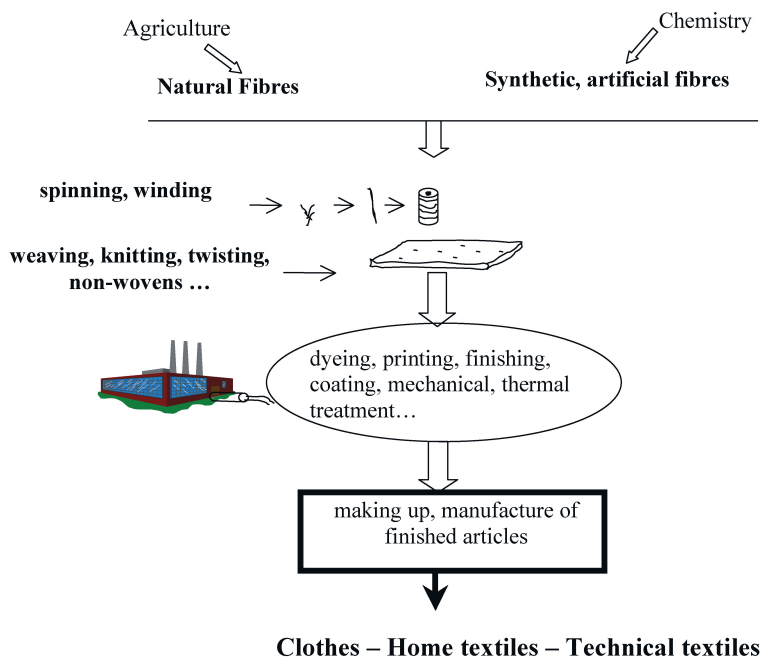 Agriculture
Chemistry
Natural Fibres
Synthetic, artificial fibres
spinning, winding
weaving, knitting, twisting,
non-wovens …
dyeing, printing, finishing,
coating, mechanical, thermal
treatment…
making up, manufacture of
finished articles
Clothes – Home textiles – Technical textiles